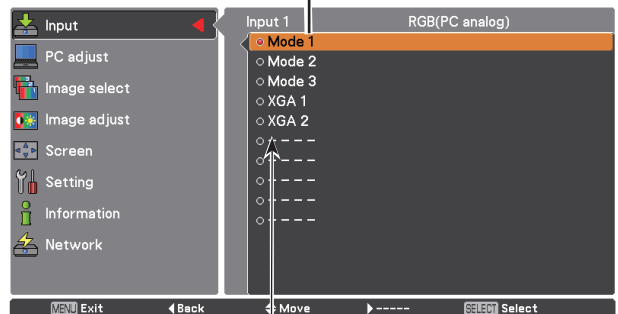 Input
PC adjust
Image select
Image adjust
Screen
Setting
Information
Network
Input 1 RGB(PC analog)
Mode 1
Mode 2
Mode 3
XGA 1
XGA 2
- - - -
- - - -
- - - -
- - - -
- - - -
MENU Exit Back Move ----- SELECT Select